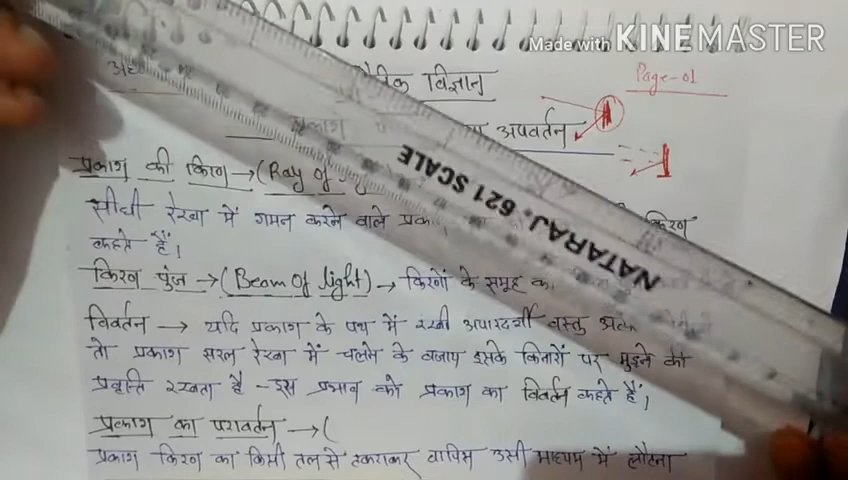 Made with KINEMASTER
विज्ञान
Page-01
प्रकाश अपवर्तन
प्रकाश की किरण → (Ray of
सीधी रेखा में गमन करने वाले किरण
कहते हैं।
किरण पुंज → (Beam of light) → किरणों के समूह
विवर्तन → यदि प्रकाश के पथ में रखी अपारदर्शी वस्तु
तो प्रकाश सरल रेखा में चलने के बजाय इसके किनारों पर मुड़ने की
प्रवृत्ति रखता है - इस प्रभाव को प्रकाश का विवर्तन कहते हैं।
प्रकाश का परावर्तन → (
प्रकाश किरण का किसी तल से टकराकर वापिस उसी माध्यम में लौटना
NATARAJ. 621 SCALE